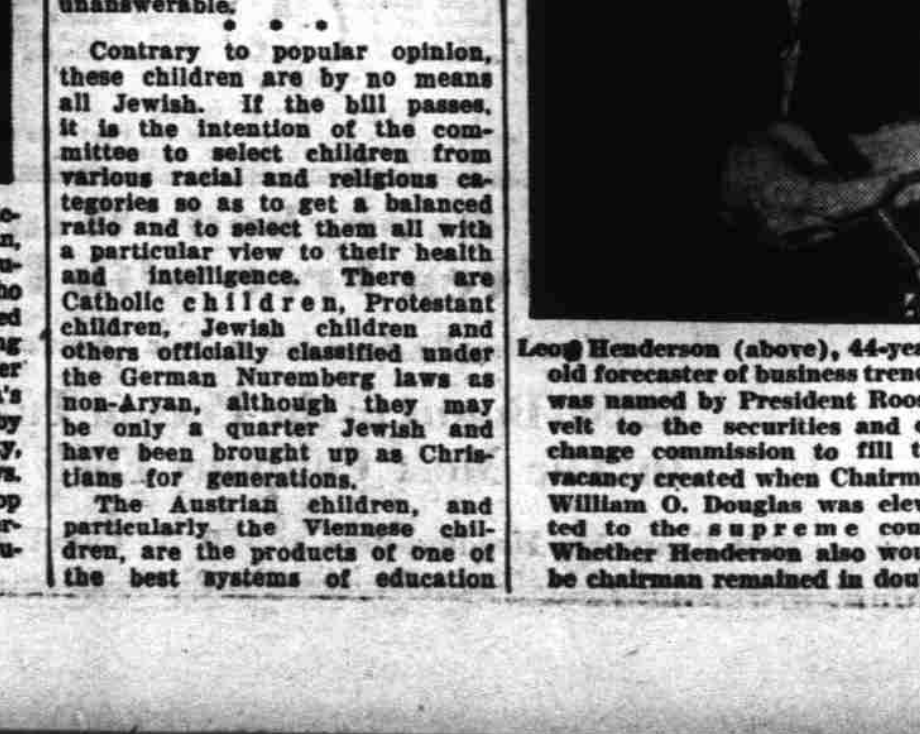 unanswerable.
• • •
Contrary to popular opinion,
these children are by no means
all Jewish. If the bill passes,
it is the intention of the com-
mittee to select children from
various racial and religious ca-
tegories so as to get a balanced
ratio and to select them all with
a particular view to their health
and intelligence. There are
Catholic children, Protestant
children, Jewish children and
others officially classified under
the German Nuremberg laws as
non-Aryan, although they may
be only a quarter Jewish and
have been brought up as Chris-
tians for generations.
The Austrian children, and
particularly the Viennese chil-
dren, are the products of one of
the best systems of education
Leon Henderson (above), 44-yea
old forecaster of business tren
was named by President Roo
velt to the securities and
change commission to fill t
vacancy created when Chairm
William O. Douglas was elev
ted to the supreme cou
Whether Henderson also wou
be chairman remained in dou